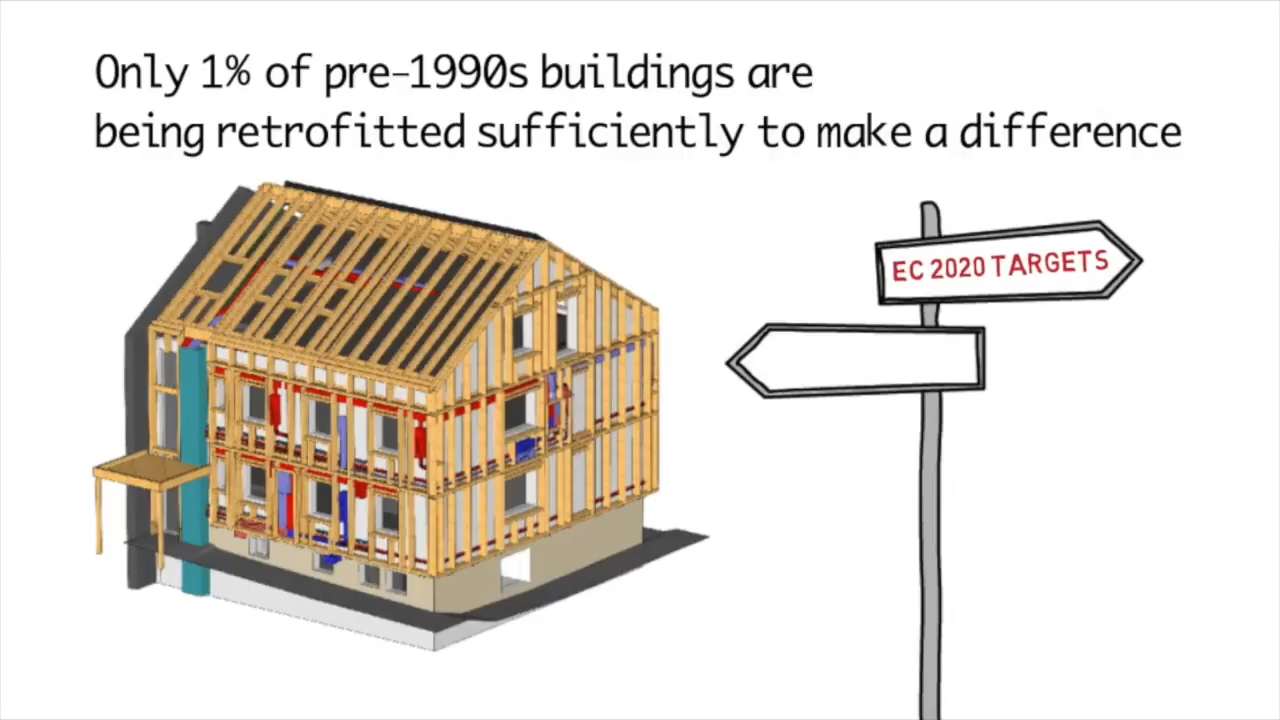 Only 1% of pre-1990s buildings are
being retrofitted sufficiently to make a difference
EC 2020 TARGETS